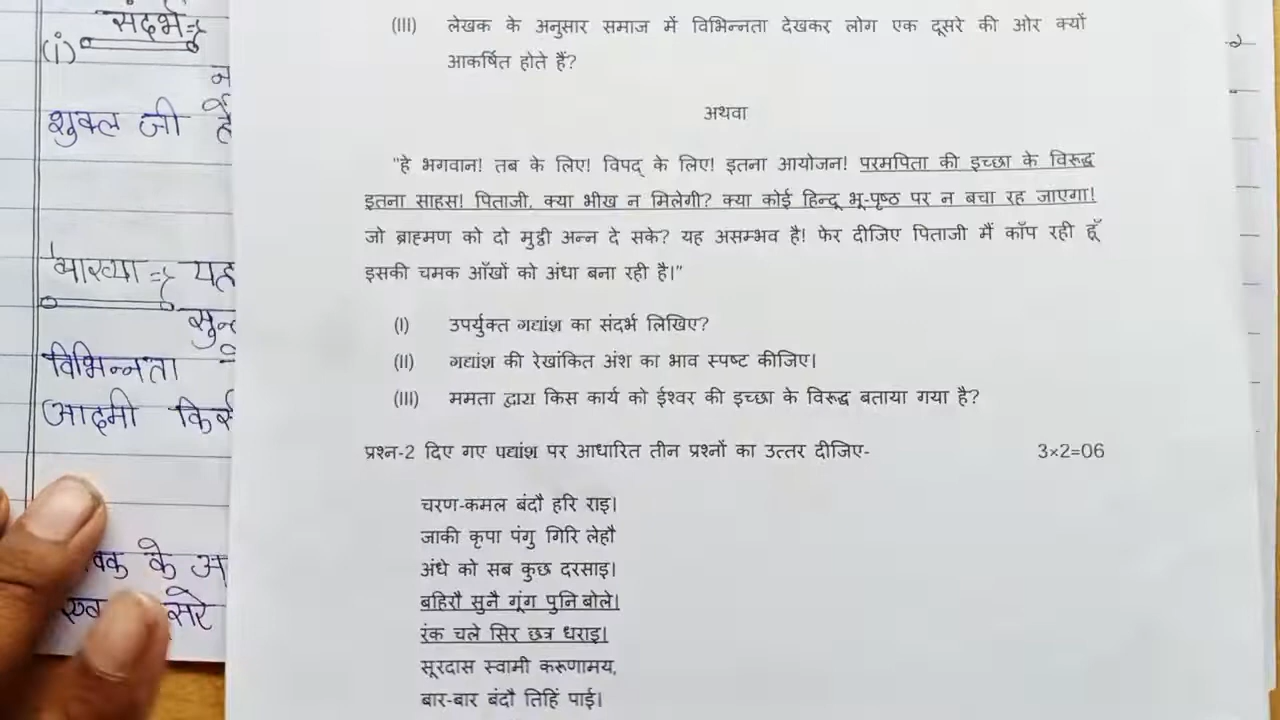 संदर्भ⇒
(i)
शुक्ल जी
व्याख्या ⇒ यह
विभिन्नता
आदमी
के
(III) लेखक के अनुसार समाज में विभिन्नता देखकर लोग एक दूसरे की ओर क्यों
आकर्षित होते हैं?
अथवा
"हे भगवान! तब के लिए! विपद् के लिए! इतना आयोजन! परमपिता की इच्छा के विरूद्ध
इतना साहस! पिताजी, क्या भीख न मिलेगी? क्या कोई हिन्दू भू-पृष्ठ पर न बचा रह जाएगा!
जो ब्राह्मण को दो मुट्ठी अन्न दे सके? यह असम्भव है! फेर दीजिए पिताजी मैं काँप रही हूँ
इसकी चमक आँखों को अंधा बना रही है।"
(I) उपर्युक्त गद्यांश का संदर्भ लिखिए?
(II) गद्यांश की रेखांकित अंश का भाव स्पष्ट कीजिए।
(III) ममता द्वारा किस कार्य को ईश्वर की इच्छा के विरूद्ध बताया गया है?
प्रश्न-2 दिए गए पद्यांश पर आधारित तीन प्रश्नों का उत्तर दीजिए- 3×2=06
चरण-कमल बंदौ हरि राइ।
जाकी कृपा पंगु गिरि लेहौ
अंधे को सब कुछ दरसाइ।
बहिरौ सुनै गूंग पुनि बोले।
रंक चले सिर छत्र धराइ।
सूरदास स्वामी करूणामय,
बार-बार बंदौ तिहिं पाई।